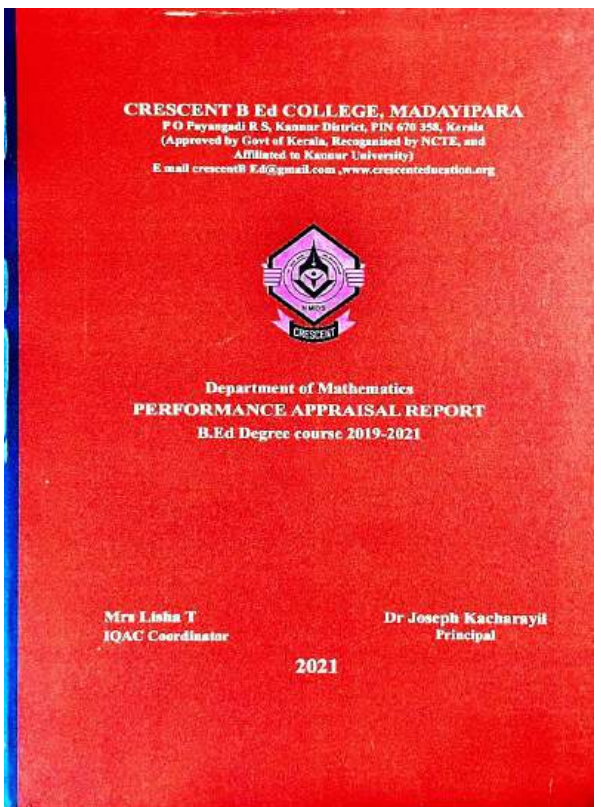 CRESCENT B Ed COLLEGE, MADAYIPARA
P O Payangadi R S, Kannur District, PIN 670 358, Kerala
(Approved by Govt of Kerala, Recoganised by NCTE, and
Affiliated to Kannur University)
E mail crescentB Ed@gmail.com ,www.crescenteducation.org
NMDS
CRESCENT
Department of Mathematics
PERFORMANCE APPRAISAL REPORT
B.Ed Degree course 2019-2021
Mrs Lisha T Dr Joseph Kacharayil
IQAC Coordinator Principal
2021